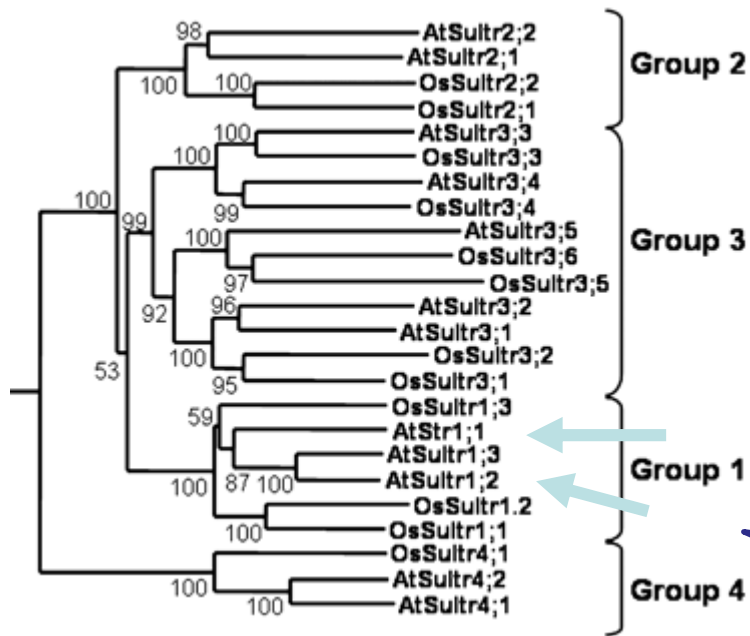 98
AtSultr2;2
AtSultr2;1
100
100
OsSultr2;2
OsSultr2;1
Group 2
100
AtSultr3;3
100
OsSultr3;3
AtSultr3;4
99
OsSultr3;4
100
99
100
AtSultr3;5
OsSultr3;6
97
OsSultr3;5
Group 3
92
96
AtSultr3;2
AtSultr3;1
100
OsSultr3;2
95
OsSultr3;1
53
59
OsSultr1;3
AtStr1;1
AtSultr1;3
87
100
AtSultr1;2
100
OsSultr1.2
100
OsSultr1;1
Group 1
OsSultr4;1
100
AtSultr4;2
100
AtSultr4;1
Group 4